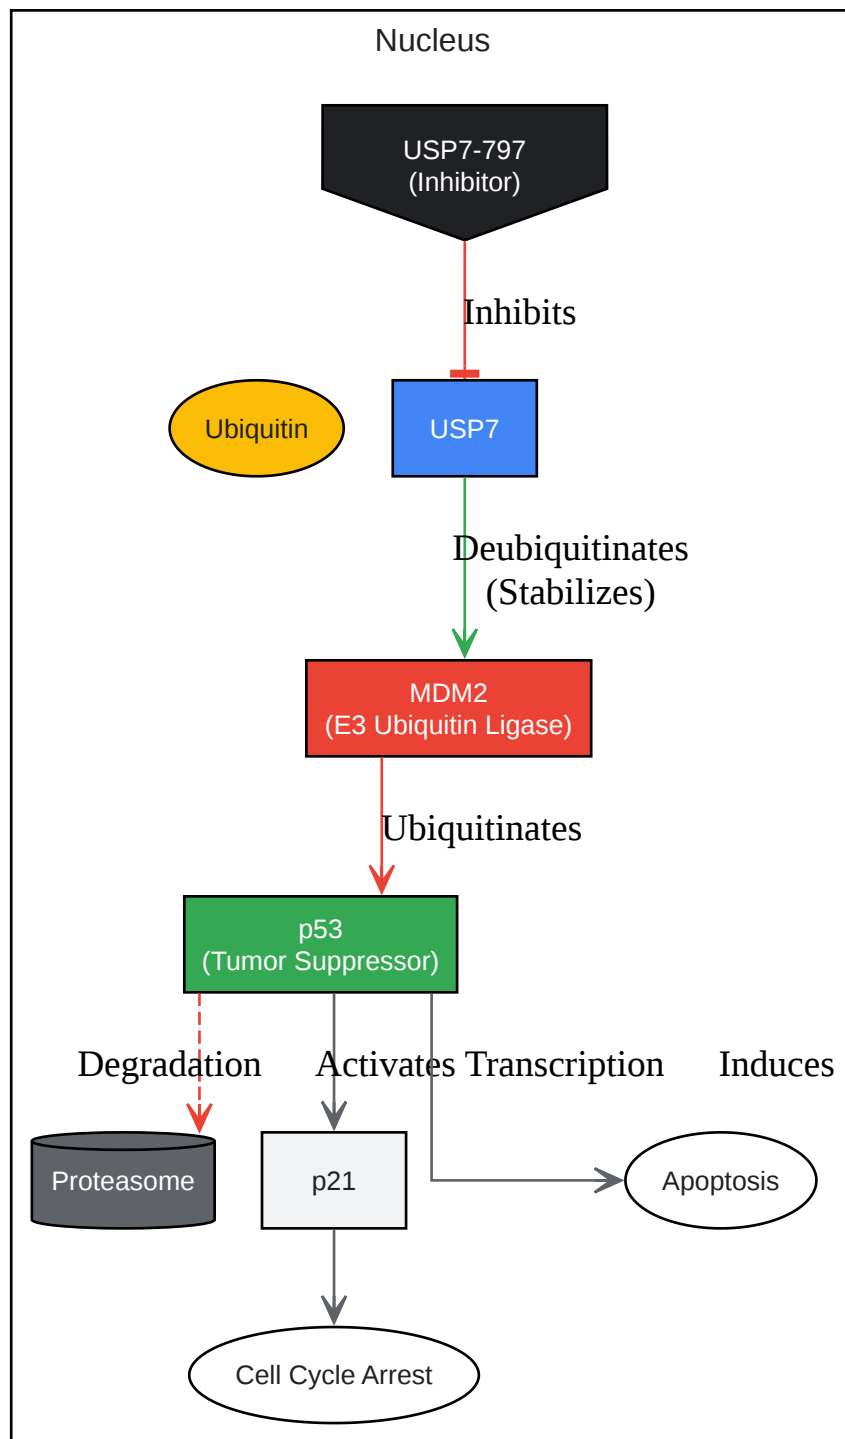 Nucleus
USP7-797
(Inhibitor)
Inhibits
Ubiquitin
USP7
Deubiquitinates
(Stabilizes)
MDM2
(E3 Ubiquitin Ligase)
Ubiquitinates
p53
(Tumor Suppressor)
Degradation
Activates Transcription
Induces
Proteasome
p21
Apoptosis
Cell Cycle Arrest